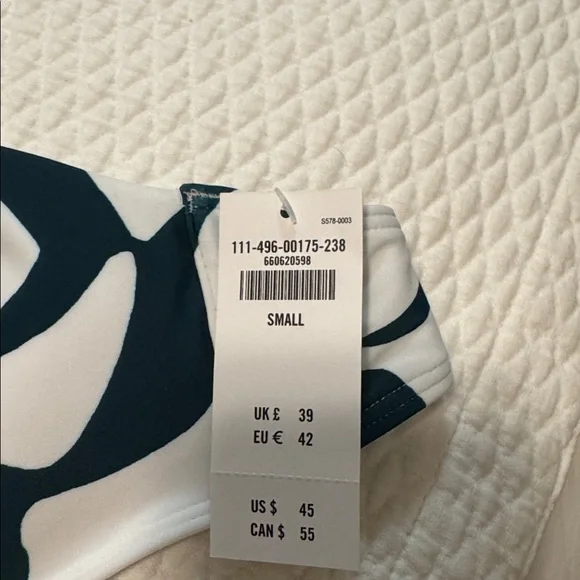 S578-0003
111-496-00175-238
660620598
SMALL
UK £ 39
EU € 42
US $ 45
CAN $ 55